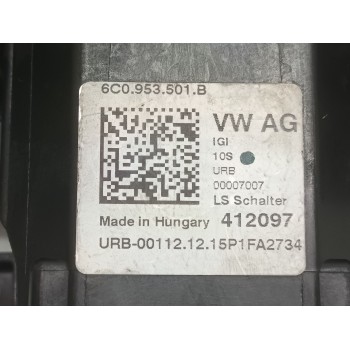 6C0.953.501.B
VW AG
IGI
10S
URB
00007007
LS Schalter
Made in Hungary 412097
URB-00112.12.15P1FA2734